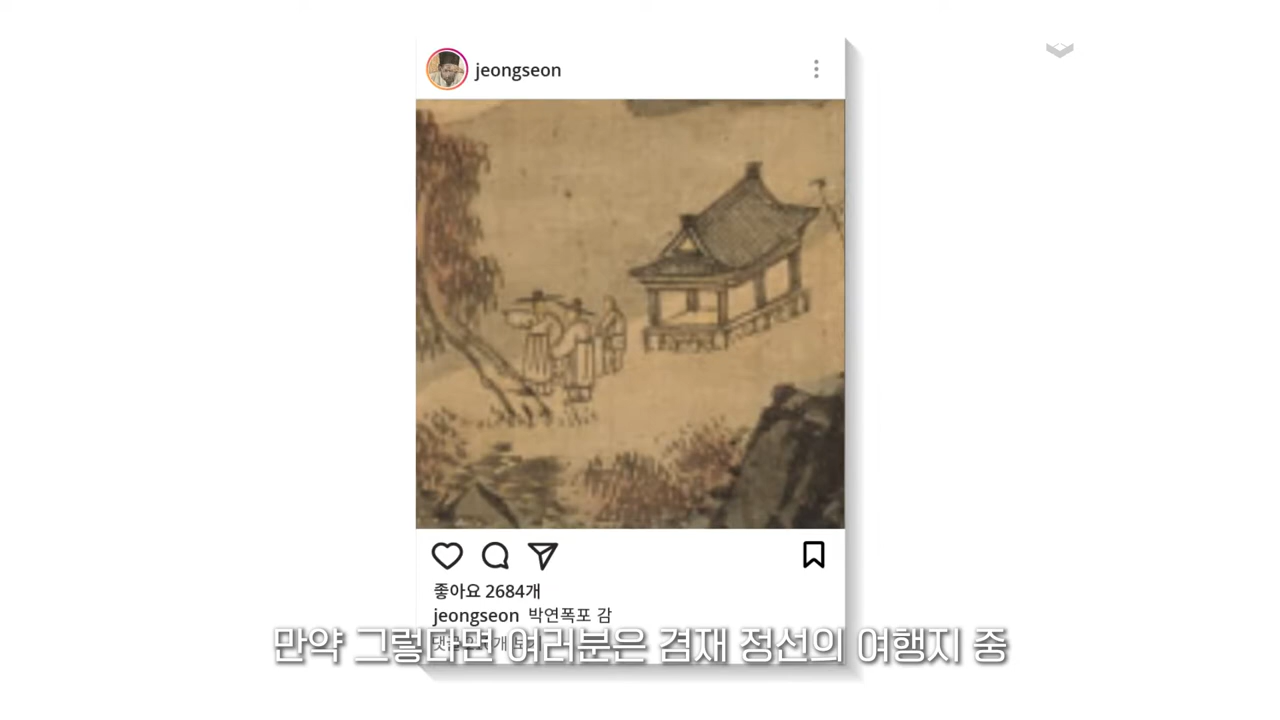 jeongseon
좋아요 2684개
jeongseon 박연폭포 감
만약 그렇다면 여러분은 겸재 정선의 여행지 중